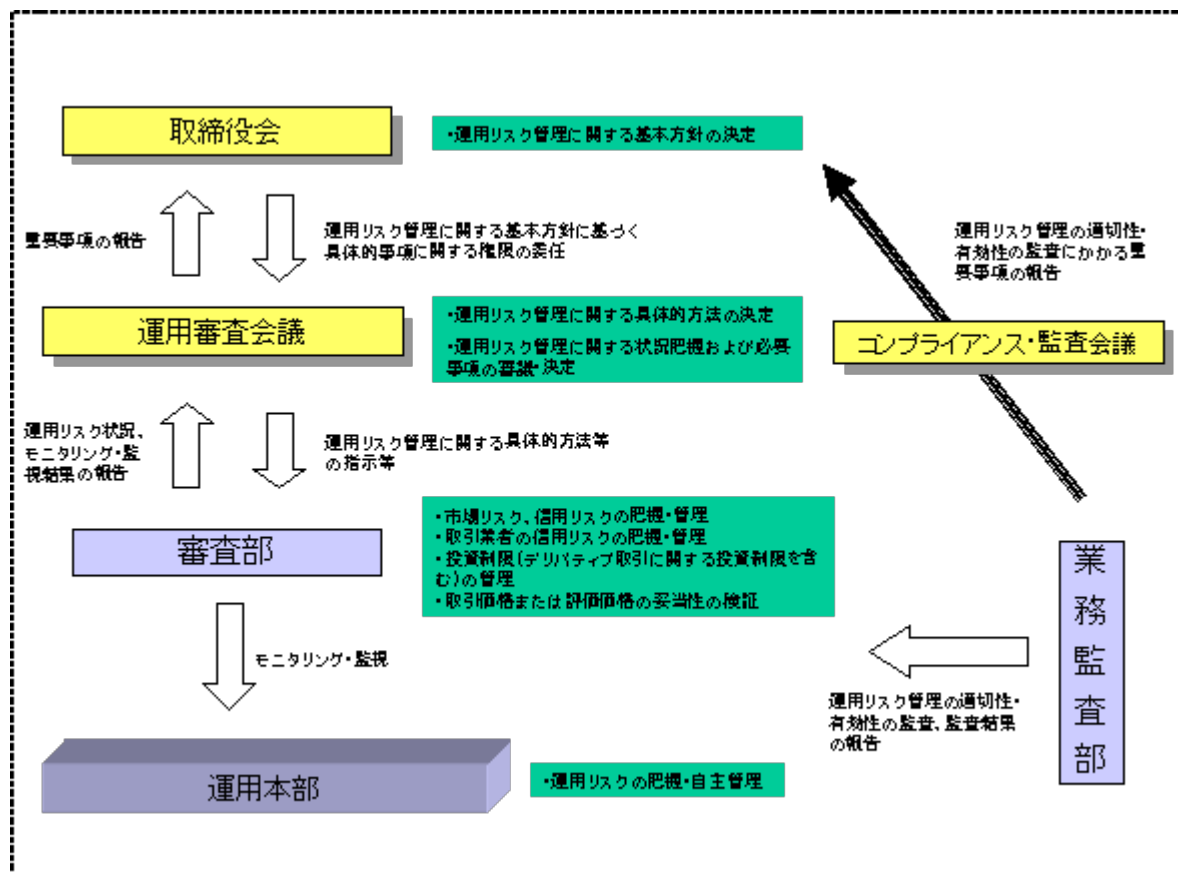 取締役会
・運用リスク管理に関する基本方針の決定
重要事項の報告
運用リスク管理に関する基本方針に基づく
具体的事項に関する権限の委任
運用リスク管理の適切性・
有効性の監査にかかる重
要事項の報告
運用審査会議
・運用リスク管理に関する具体的方法の決定
・運用リスク管理に関する状況把握および必要
事項の審議・決定
コンプライアンス・監査会議
運用リスク状況、
モニタリング・監
視結果の報告
運用リスク管理に関する具体的方法等
の指示等
審査部
・市場リスク、信用リスクの把握・管理
・取引業者の信用リスクの把握・管理
・投資制限(デリバティブ取引に関する投資制限を含
む)の管理
・取引価格または評価価格の妥当性の検証
業務監査部
モニタリング・監視
運用リスク管理の適切性・
有効性の監査、監査結果
の報告
運用本部
・運用リスクの把握・自主管理